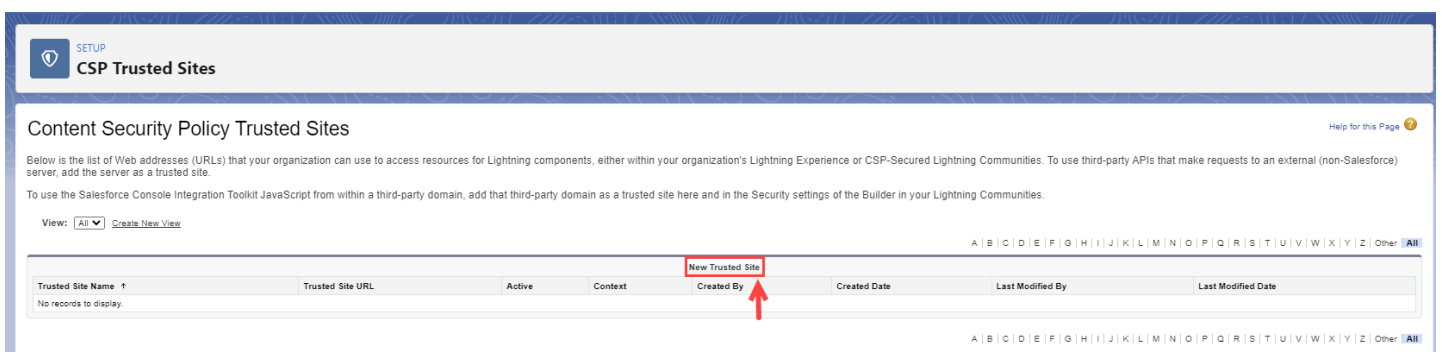 SETUP
CSP Trusted Sites
Content Security Policy Trusted Sites
Help for this Page ?
Below is the list of Web addresses (URLs) that your organization can use to access resources for Lightning components, either within your organization's Lightning Experience or CSP-Secured Lightning Communities. To use third-party APIs that make requests to an external (non-Salesforce)
server, add the server as a trusted site.
To use the Salesforce Console Integration Toolkit JavaScript from within a third-party domain, add that third-party domain as a trusted site here and in the Security settings of the Builder in your Lightning Communities.
View: All Create New View
A | B | C | D | E | F | G | H | I | J | K | L | M | N | O | P | Q | R | S | T | U | V | W | X | Y | Z | Other All
New Trusted Site
Trusted Site Name ↑ Trusted Site URL Active Context Created By Created Date Last Modified By Last Modified Date
No records to display.
A | B | C | D | E | F | G | H | I | J | K | L | M | N | O | P | Q | R | S | T | U | V | W | X | Y | Z | Other All